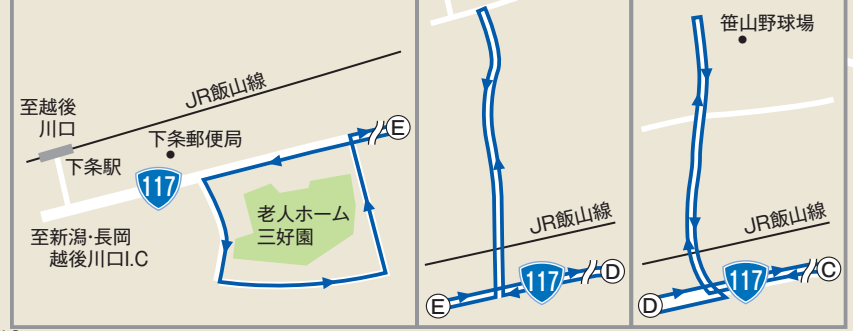 JR飯山線
至越後
川口
下条郵便局
下条駅
117
E
老人ホーム
三好園
至新潟・長岡
越後川口I.C
JR飯山線
E
117
D
笹山野球場
JR飯山線
D
117
C